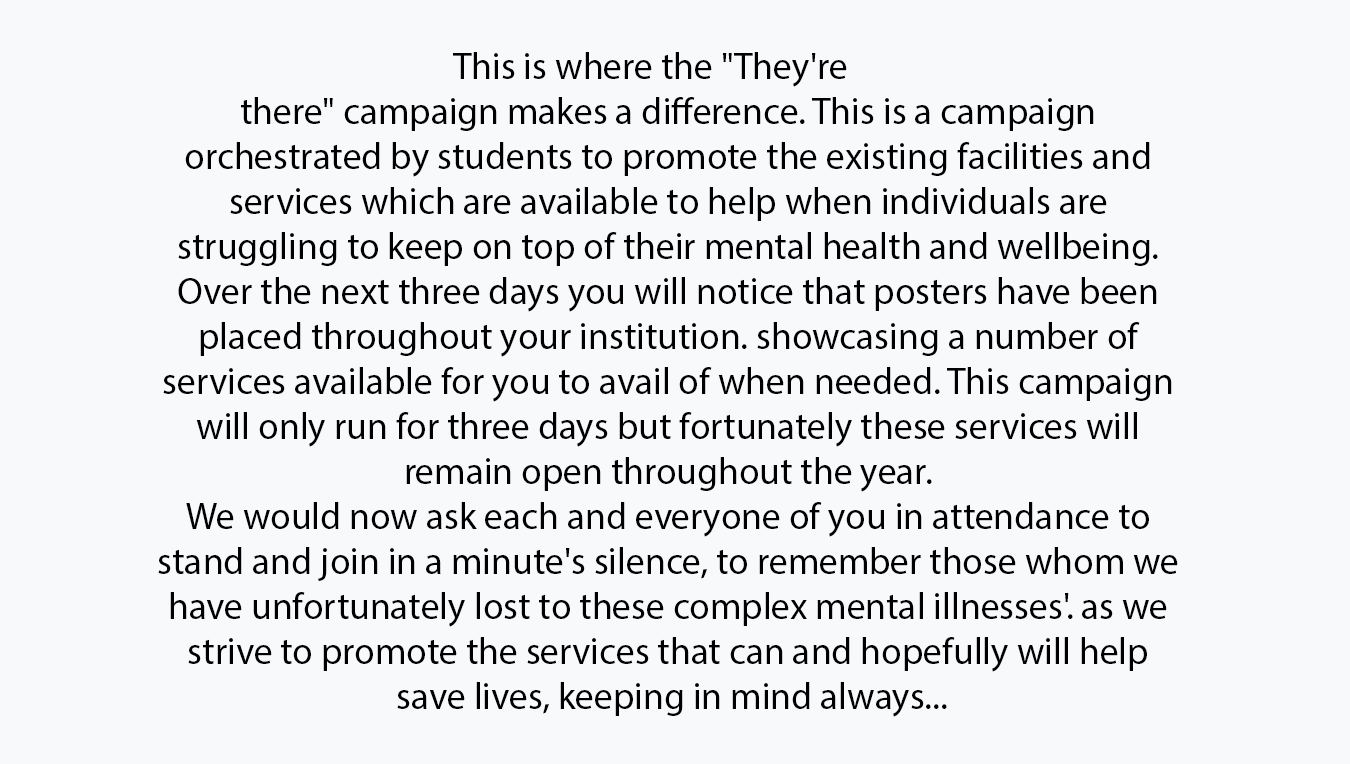 This is where the "They're
there" campaign makes a difference. This is a campaign
orchestrated by students to promote the existing facilities and
services which are available to help when individuals are
struggling to keep on top of their mental health and wellbeing.
Over the next three days you will notice that posters have been
placed throughout your institution. showcasing a number of
services available for you to avail of when needed. This campaign
will only run for three days but fortunately these services will
remain open throughout the year.
We would now ask each and everyone of you in attendance to
stand and join in a minute's silence, to remember those whom we
have unfortunately lost to these complex mental illnesses'. as we
strive to promote the services that can and hopefully will help
save lives, keeping in mind always...